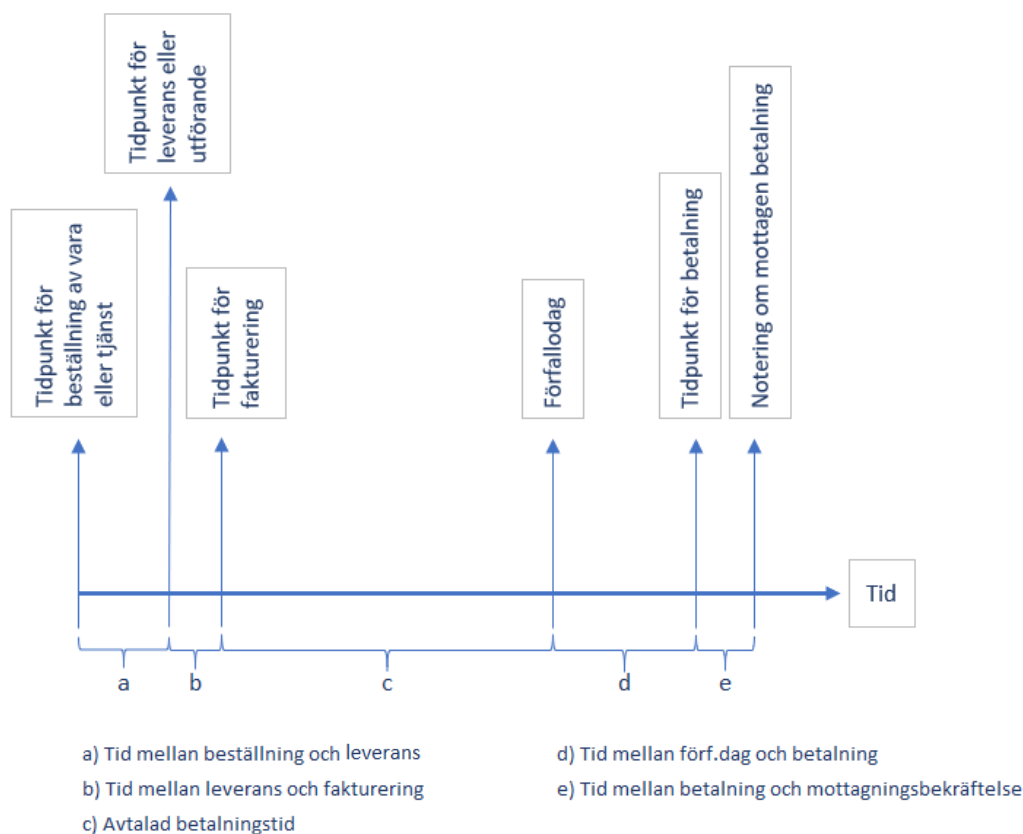 Tidpunkt för
beställning av vara
eller tjänst
Tidpunkt för
leverans eller
utförande
Tidpunkt för
fakturering
Förfallodag
Tidpunkt för betalning
Notering om mottagen betalning
Tid
a
b
c
d
e
a) Tid mellan beställning och leverans
b) Tid mellan leverans och fakturering
c) Avtalad betalningstid
d) Tid mellan förf.dag och betalning
e) Tid mellan betalning och mottagningsbekräftelse